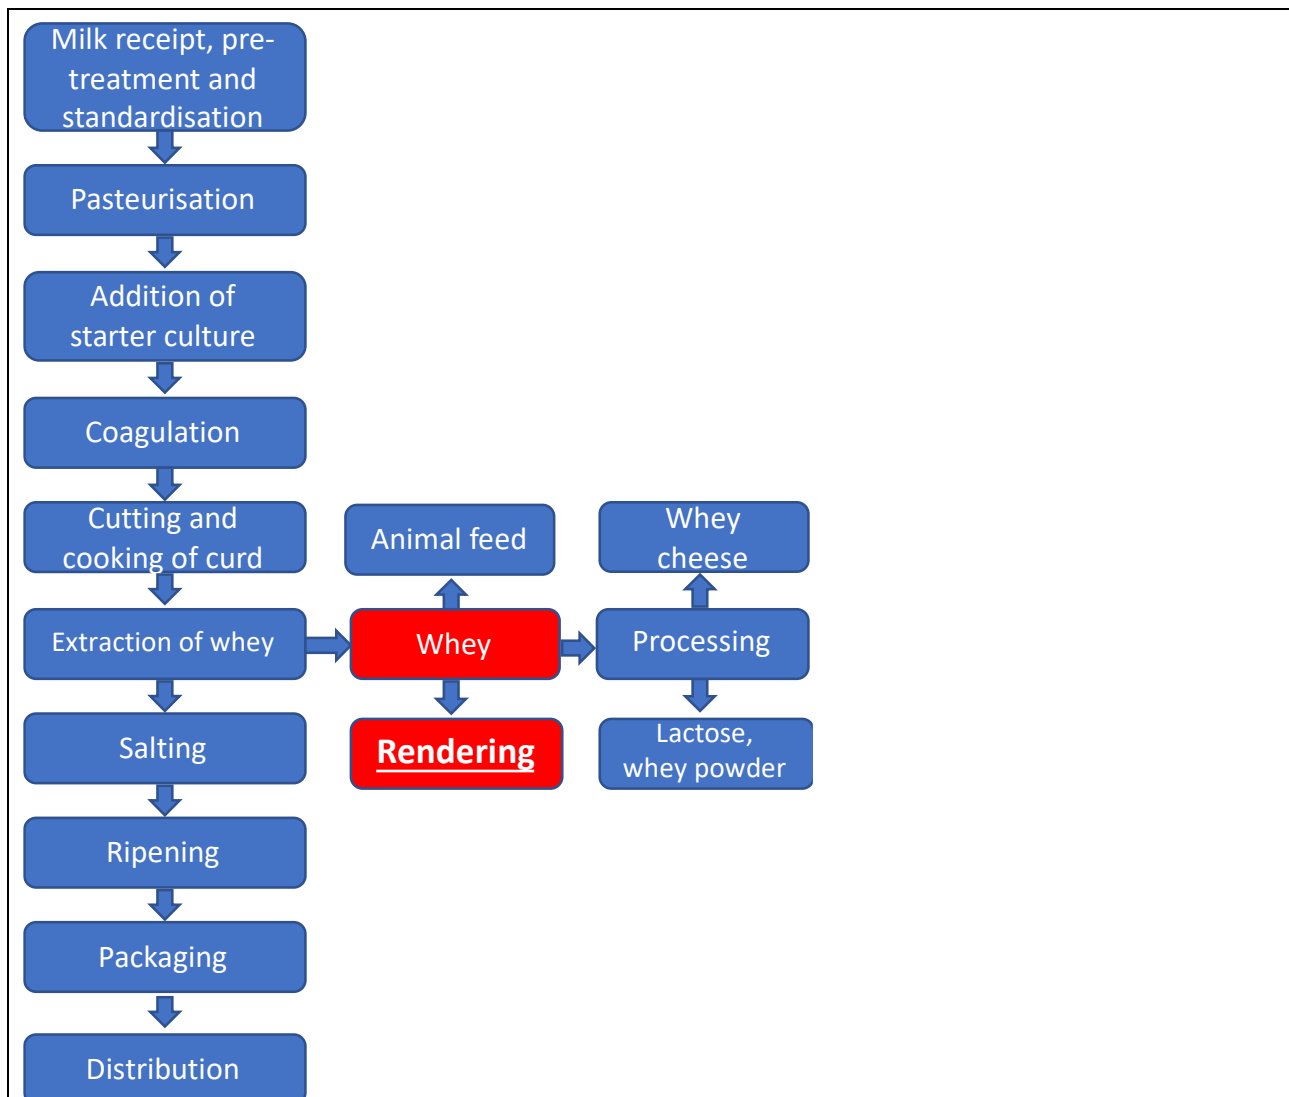 Milk receipt, pre-
treatment and
standardisation
Pasteurisation
Addition of
starter culture
Coagulation
Cutting and
cooking of curd
Animal feed
Whey
cheese
Extraction of whey
Whey
Processing
Salting
Rendering
Lactose,
whey powder
Ripening
Packaging
Distribution